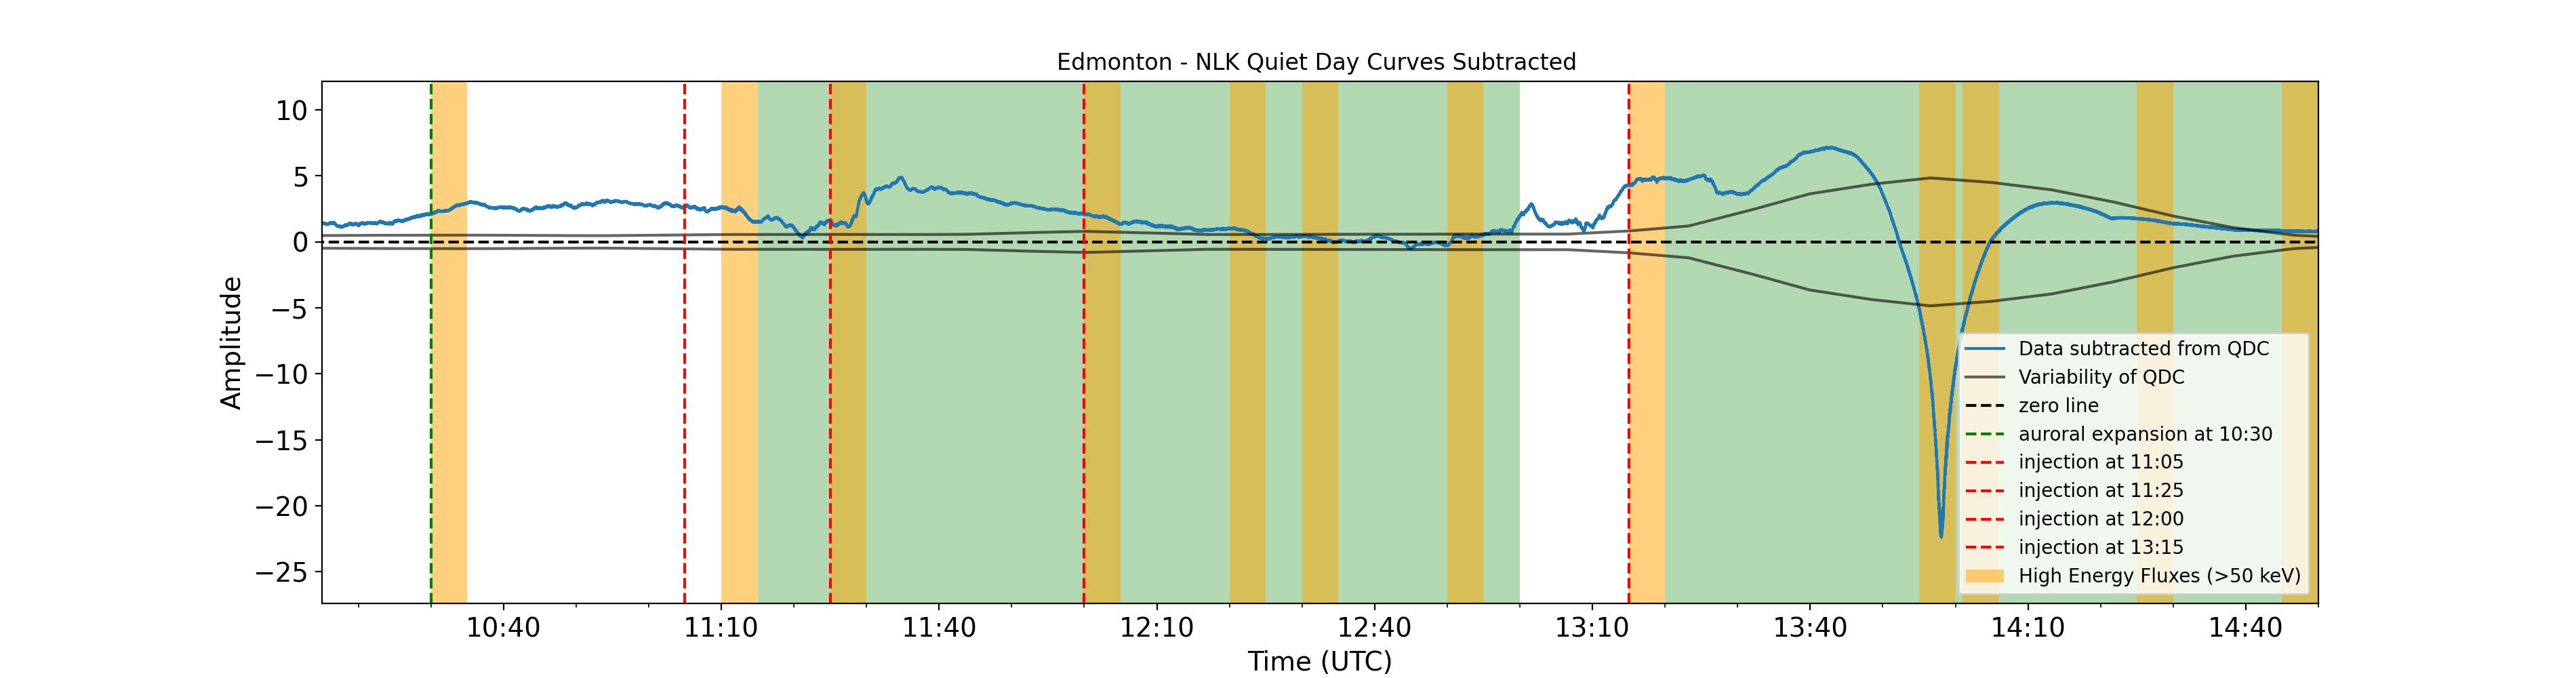 Edmonton - NLK Quiet Day Curves Subtracted
Amplitude
10
5
0
−5
−10
−15
−20
−25
Data subtracted from QDC
Variability of QDC
zero line
auroral expansion at 10:30
injection at 11:05
injection at 11:25
injection at 12:00
injection at 13:15
High Energy Fluxes (>50 keV)
10:40 11:10 11:40 12:10 12:40 13:10 13:40 14:10 14:40
Time (UTC)